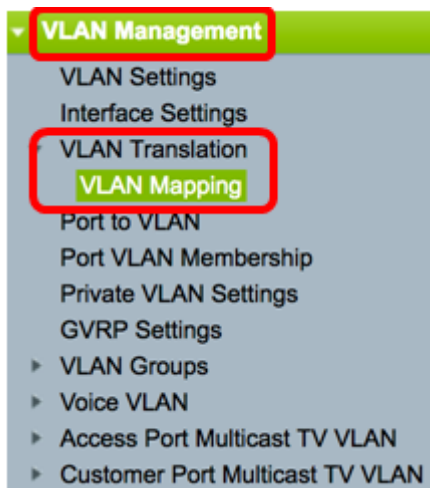 VLAN Management
VLAN Settings
Interface Settings
VLAN Translation
VLAN Mapping
Port to VLAN
Port VLAN Membership
Private VLAN Settings
GVRP Settings
VLAN Groups
Voice VLAN
Access Port Multicast TV VLAN
Customer Port Multicast TV VLAN